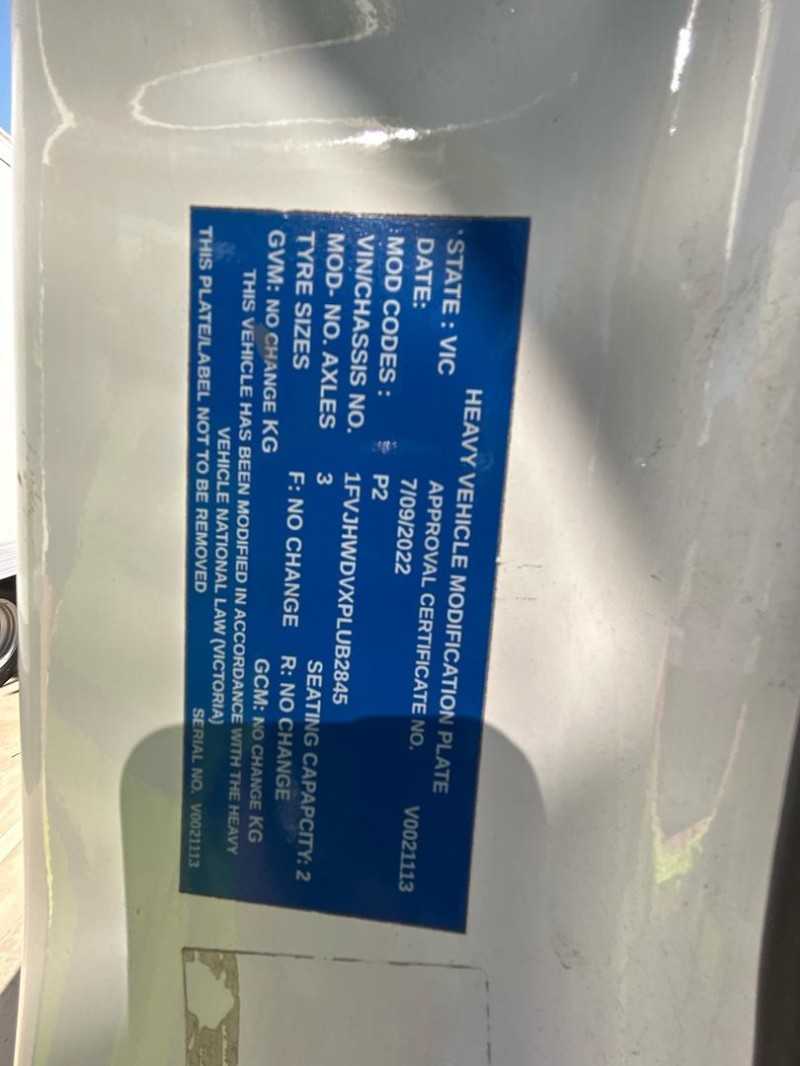 HEAVY VEHICLE MODIFICATION PLATE
STATE : VIC APPROVAL CERTIFICATE NO. V0021113
DATE: 7/09/2022
MOD CODES : P2
VIN/CHASSIS NO. 1FVJHWDVXPLUB2845
MOD- NO. AXLES 3 SEATING CAPAPCITY: 2
TYRE SIZES F: NO CHANGE R: NO CHANGE
GVM: NO CHANGE KG GCM: NO CHANGE KG
THIS VEHICLE HAS BEEN MODIFIED IN ACCORDANCE WITH THE HEAVY
VEHICLE NATIONAL LAW (VICTORIA)
THIS PLATE/LABEL NOT TO BE REMOVED SERIAL NO. V0021113